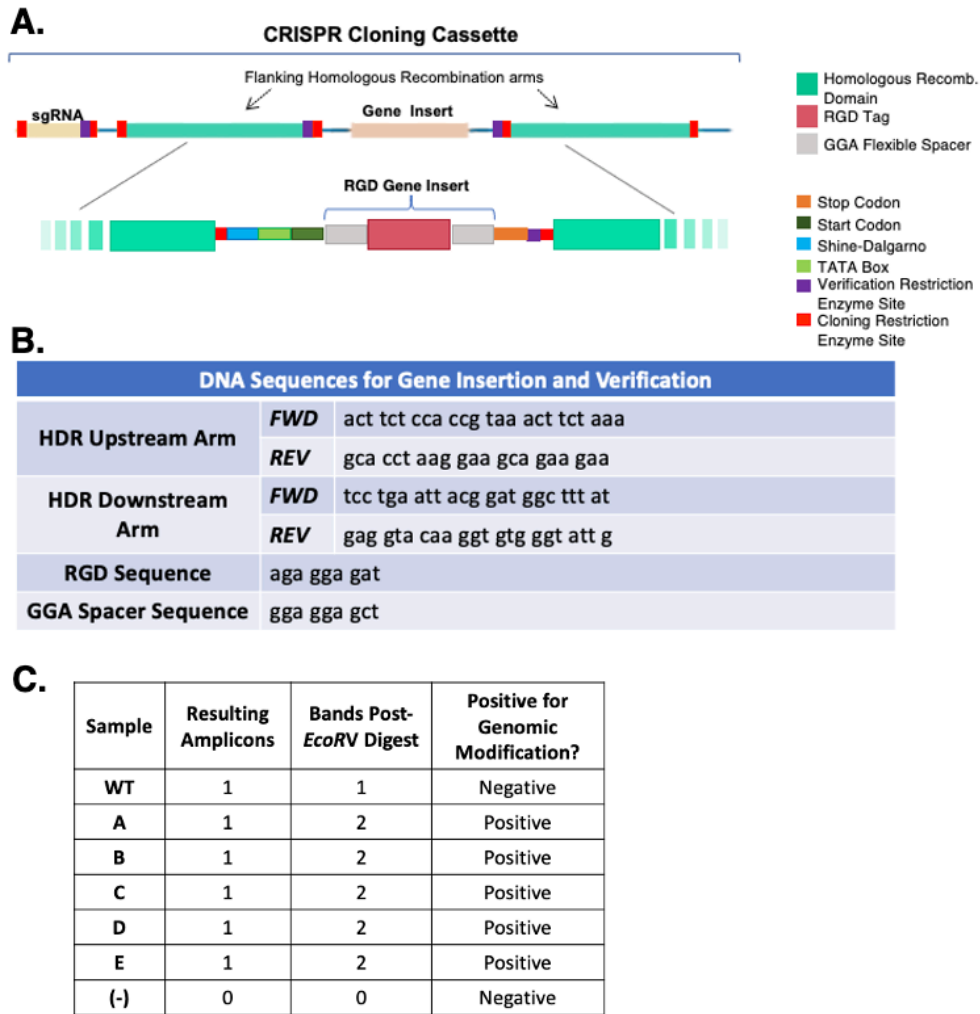 A.
CRISPR Cloning Cassette
Flanking Homologous Recombination arms
sgRNA
Gene Insert
RGD Gene Insert
Homologous Recomb.
Domain
RGD Tag
GGA Flexible Spacer
Stop Codon
Start Codon
Shine-Dalgarno
TATA Box
Verification Restriction
Enzyme Site
Cloning Restriction
Enzyme Site
B.
DNA Sequences for Gene Insertion and Verification
HDR Upstream Arm
FWD act tct cca ccg taa act tct aaa
REV gca cct aag gaa gca gaa gaa
HDR Downstream
Arm
FWD tcc tga att acg gat ggc ttt at
REV gag gta caa ggt gtg ggt att g
RGD Sequence aga gga gat
GGA Spacer Sequence gga gga gct
C.
Sample
Resulting
Amplicons
Bands Post-
EcoRV Digest
Positive for
Genomic
Modification?
WT 1 1 Negative
A 1 2 Positive
B 1 2 Positive
C 1 2 Positive
D 1 2 Positive
E 1 2 Positive
(-) 0 0 Negative